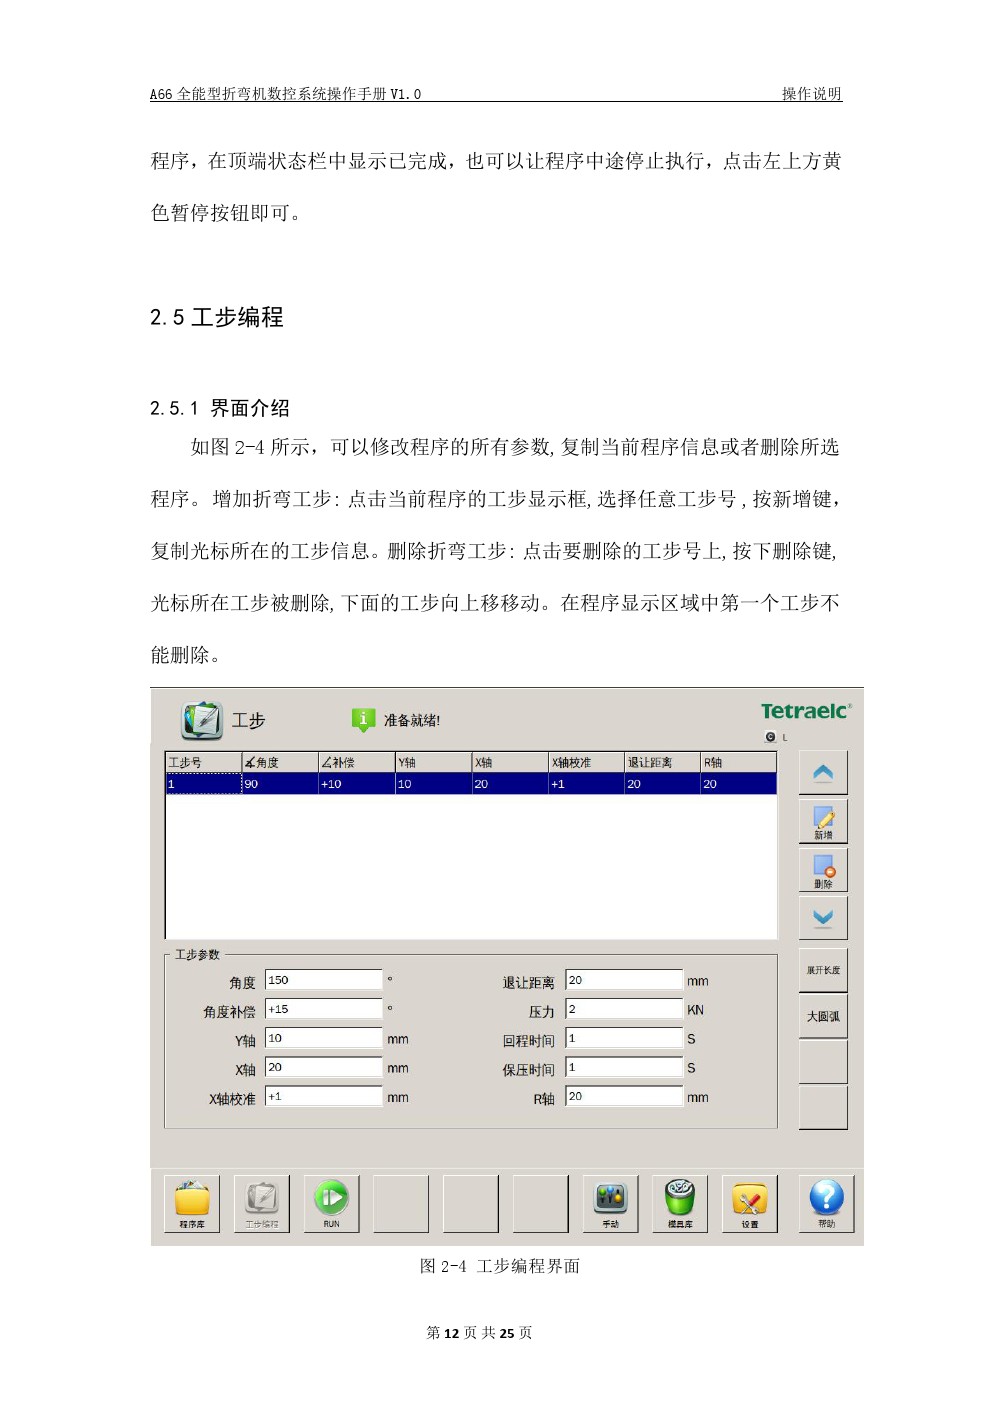 A66 全能型折弯机数控系统操作手册 V1.0 操作说明
程序，在顶端状态栏中显示已完成，也可以让程序中途停止执行，点击左上方黄
色暂停按钮即可。
2.5 工步编程
2.5.1 界面介绍
如图 2-4 所示，可以修改程序的所有参数,复制当前程序信息或者删除所选
程序。增加折弯工步：点击当前程序的工步显示框,选择任意工步号,按新增键，
复制光标所在的工步信息。删除折弯工步：点击要删除的工步号上,按下删除键,
光标所在工步被删除,下面的工步向上移移动。在程序显示区域中第一个工步不
能删除。
工步 准备就绪! Tetraelc®
C L
工步号 ∡角度 ∠补偿 Y轴 X轴 X轴校准 退让距离 R轴
1 90 +10 10 20 +1 20 20
新增
删除
展开长度
大圆弧
工步参数
角度 150 ° 退让距离 20 mm
角度补偿 +15 ° 压力 2 KN
Y轴 10 mm 回程时间 1 S
X轴 20 mm 保压时间 1 S
X轴校准 +1 mm R轴 20 mm
程序库 工步编程 RUN 手动 模具库 设置 帮助
图 2-4 工步编程界面
第 12 页 共 25 页